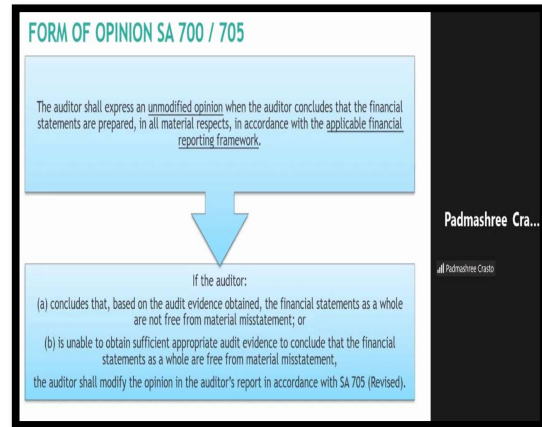 FORM OF OPINION SA 700 / 705
The auditor shall express an unmodified opinion when the auditor concludes that the financial
statements are prepared, in all material respects, in accordance with the applicable financial
reporting framework.
If the auditor:
(a) concludes that, based on the audit evidence obtained, the financial statements as a whole
are not free from material misstatement; or
(b) is unable to obtain sufficient appropriate audit evidence to conclude that the financial
statements as a whole are free from material misstatement,
the auditor shall modify the opinion in the auditor's report in accordance with SA 705 (Revised).
Padmashree Cra...
Padmashree Crasto